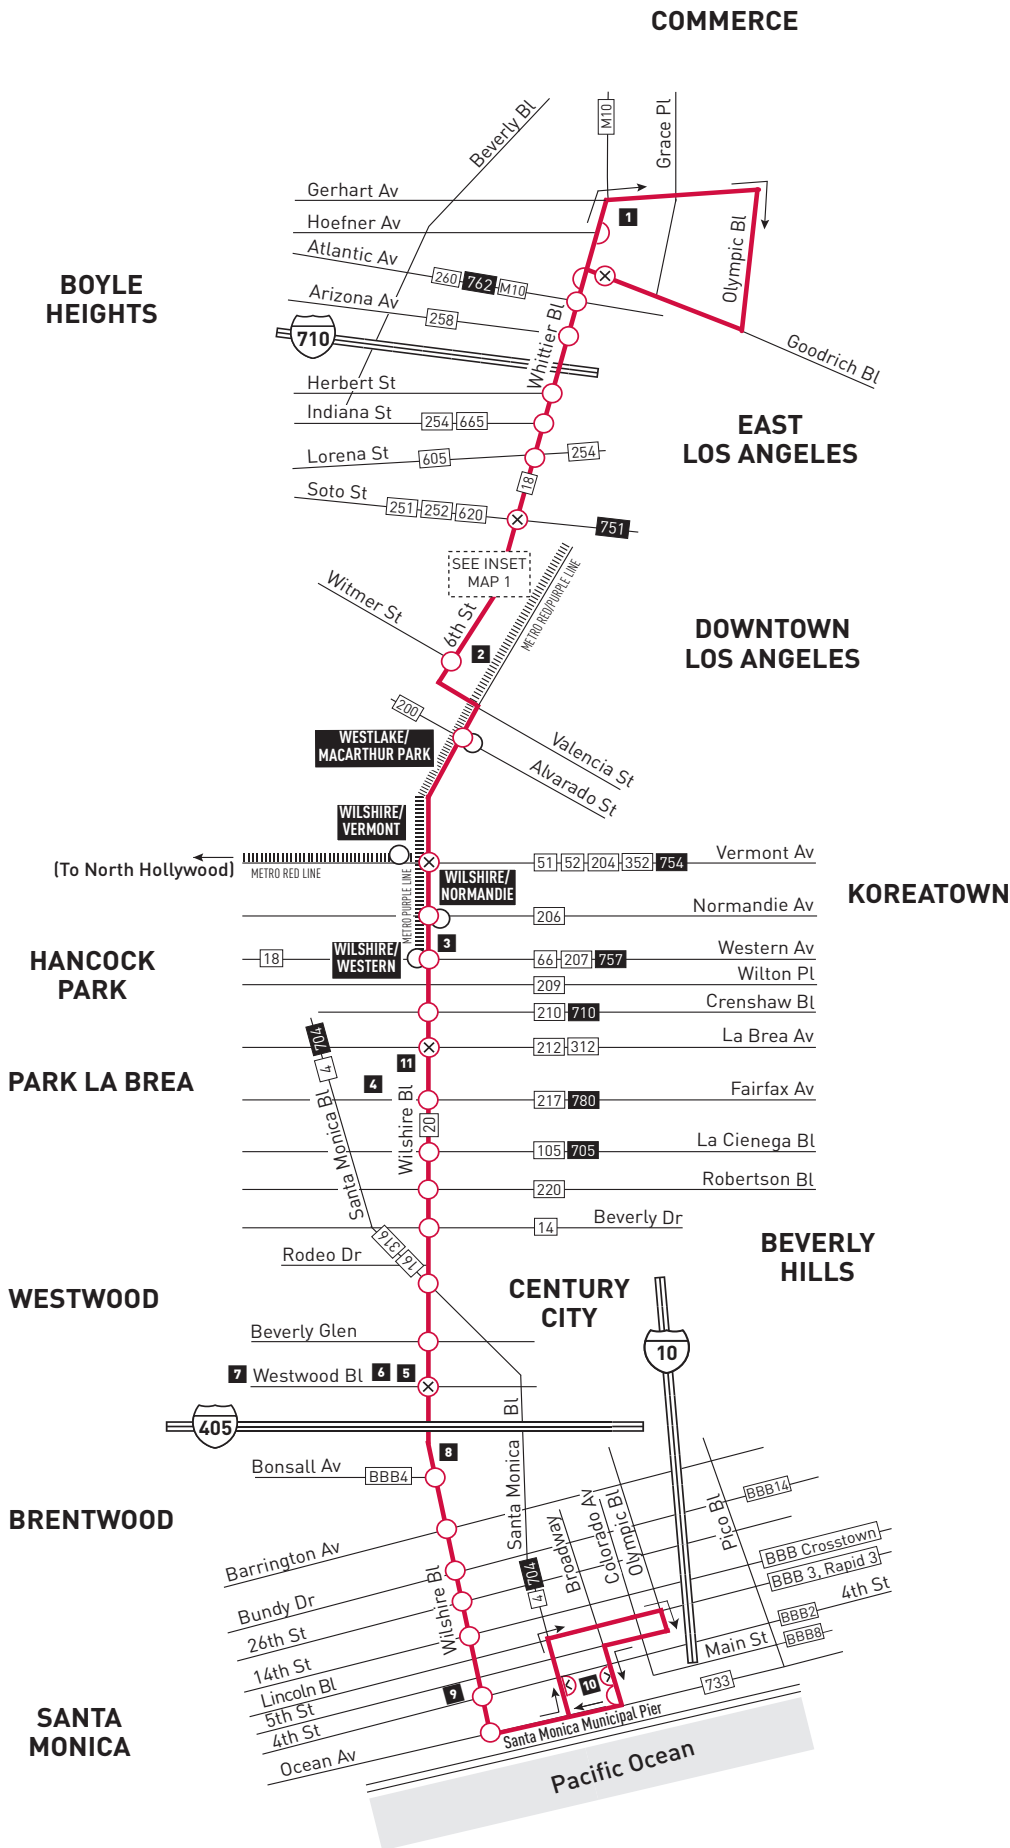 COMMERCE
Beverly Bl
M10
Grace Pl
Gerhart Av
1
Hoefner Av
Atlantic Av
260
762
M10
Olympic Bl
BOYLE
HEIGHTS
Arizona Av
258
710
Whittier Bl
Goodrich Bl
Herbert St
Indiana St
254
665
EAST
LOS ANGELES
Lorena St
605
254
18
Soto St
251
252
620
751
SEE INSET
MAP 1
METRO RED/PURPLE LINE
Witmer St
6th St
2
DOWNTOWN
LOS ANGELES
200
WESTLAKE/
MACARTHUR PARK
Valencia St
Alvarado St
WILSHIRE/
VERMONT
(To North Hollywood)
METRO RED LINE
51
52
204
352
754
Vermont Av
METRO PURPLE LINE
WILSHIRE/
NORMANDIE
KOREATOWN
206
Normandie Av
HANCOCK
PARK
18
WILSHIRE/
WESTERN
3
66
207
757
Western Av
209
Wilton Pl
210
710
Crenshaw Bl
704
4
212
312
La Brea Av
11
PARK LA BREA
4
217
780
Fairfax Av
Santa Monica Bl
Wilshire Bl
20
105
705
La Cienega Bl
220
Robertson Bl
14
Beverly Dr
316
16
Rodeo Dr
BEVERLY
HILLS
WESTWOOD
CENTURY
CITY
Beverly Glen
10
7
Westwood Bl
6
5
405
Santa Monica Bl
8
Bonsall Av
BBB4
BRENTWOOD
BBB14
Barrington Av
Broadway
Colorado Av
Olympic Bl
Pico Bl
BBB Crosstown
BBB 3, Rapid 3
4th St
704
4
Bundy Dr
Wilshire Bl
26th St
14th St
BBB2
BBB8
Main St
Lincoln Bl
9
10
733
5th St
4th St
SANTA
MONICA
Ocean Av
Santa Monica Municipal Pier
Pacific Ocean